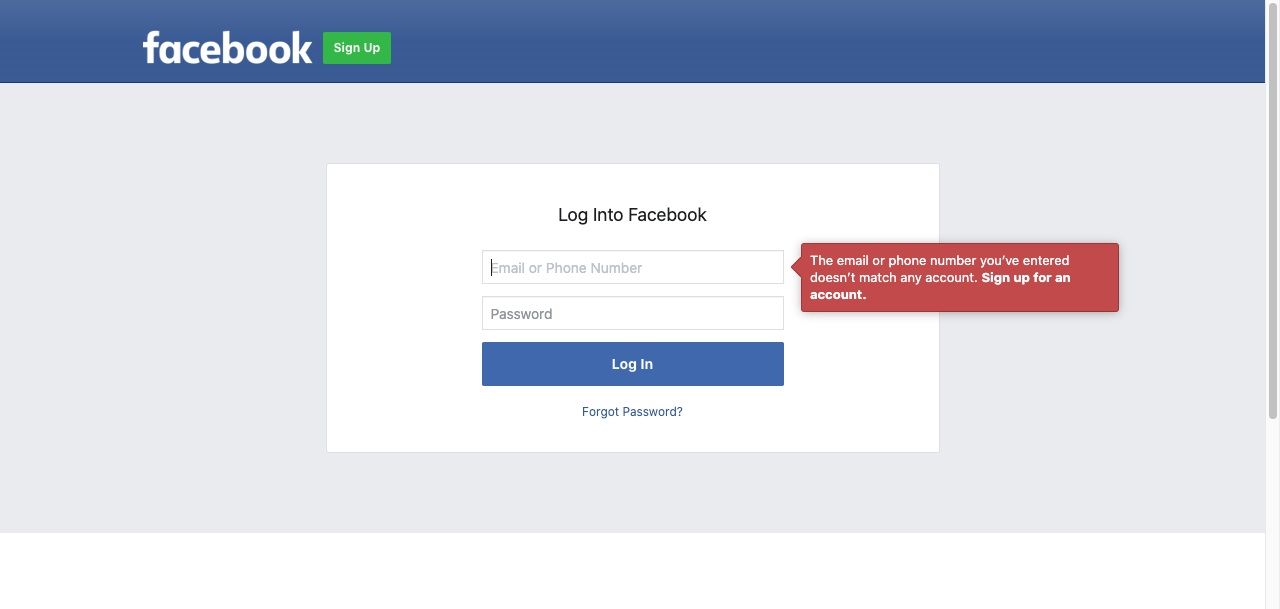 facebook
Sign Up
Log Into Facebook
Email or Phone Number
The email or phone number you’ve entered
doesn’t match any account. Sign up for an
account.
Password
Log In
Forgot Password?